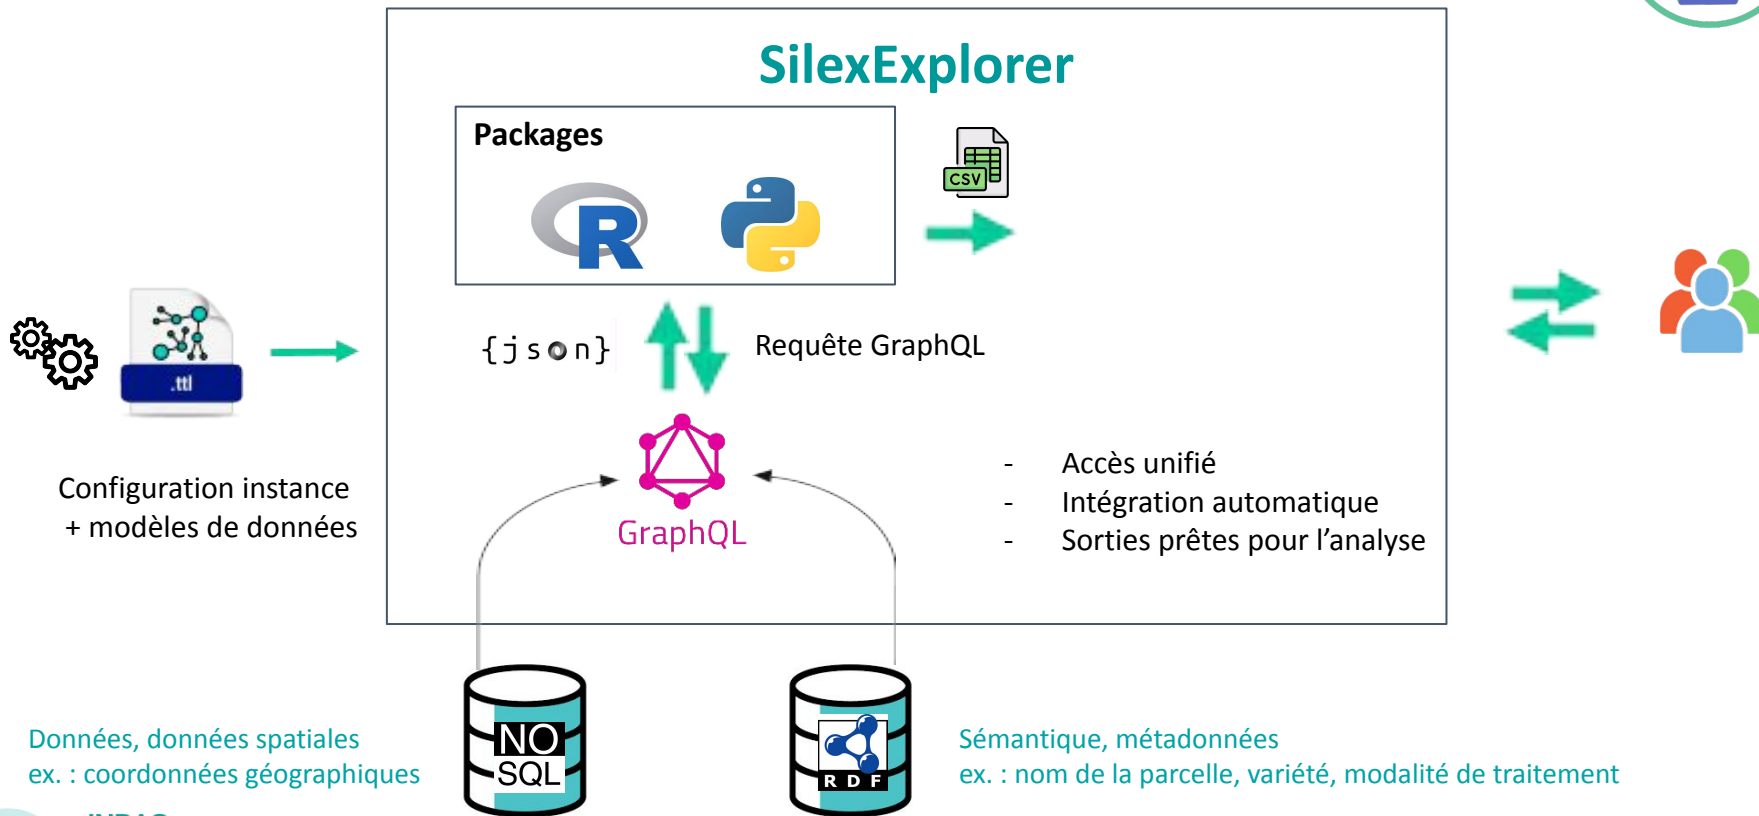 SilexExplorer
Packages
R
CSV
{json}
Requête GraphQL
.ttl
GraphQL
Configuration instance
+ modèles de données
- Accès unifié
- Intégration automatique
- Sorties prêtes pour l’analyse
NO
SQL
RDF
Données, données spatiales
ex. : coordonnées géographiques
Sémantique, métadonnées
ex. : nom de la parcelle, variété, modalité de traitement